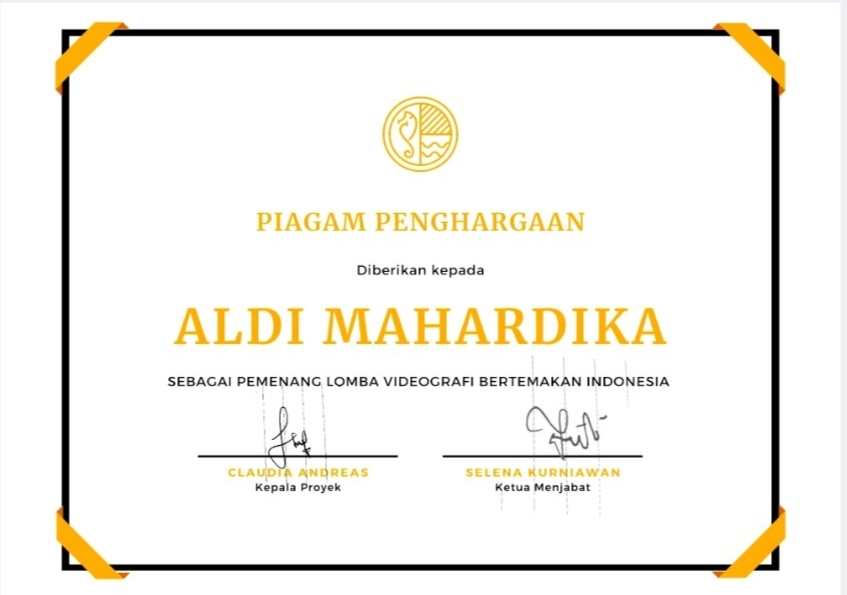 PIAGAM PENGHARGAAN
Diberikan kepada
ALDI MAHARDIKA
SEBAGAI PEMENANG LOMBA VIDEOGRAFI BERTEMAKAN INDONESIA
CLAUDIA ANDREAS
Kepala Proyek
SELENA KURNIAWAN
Ketua Menjabat